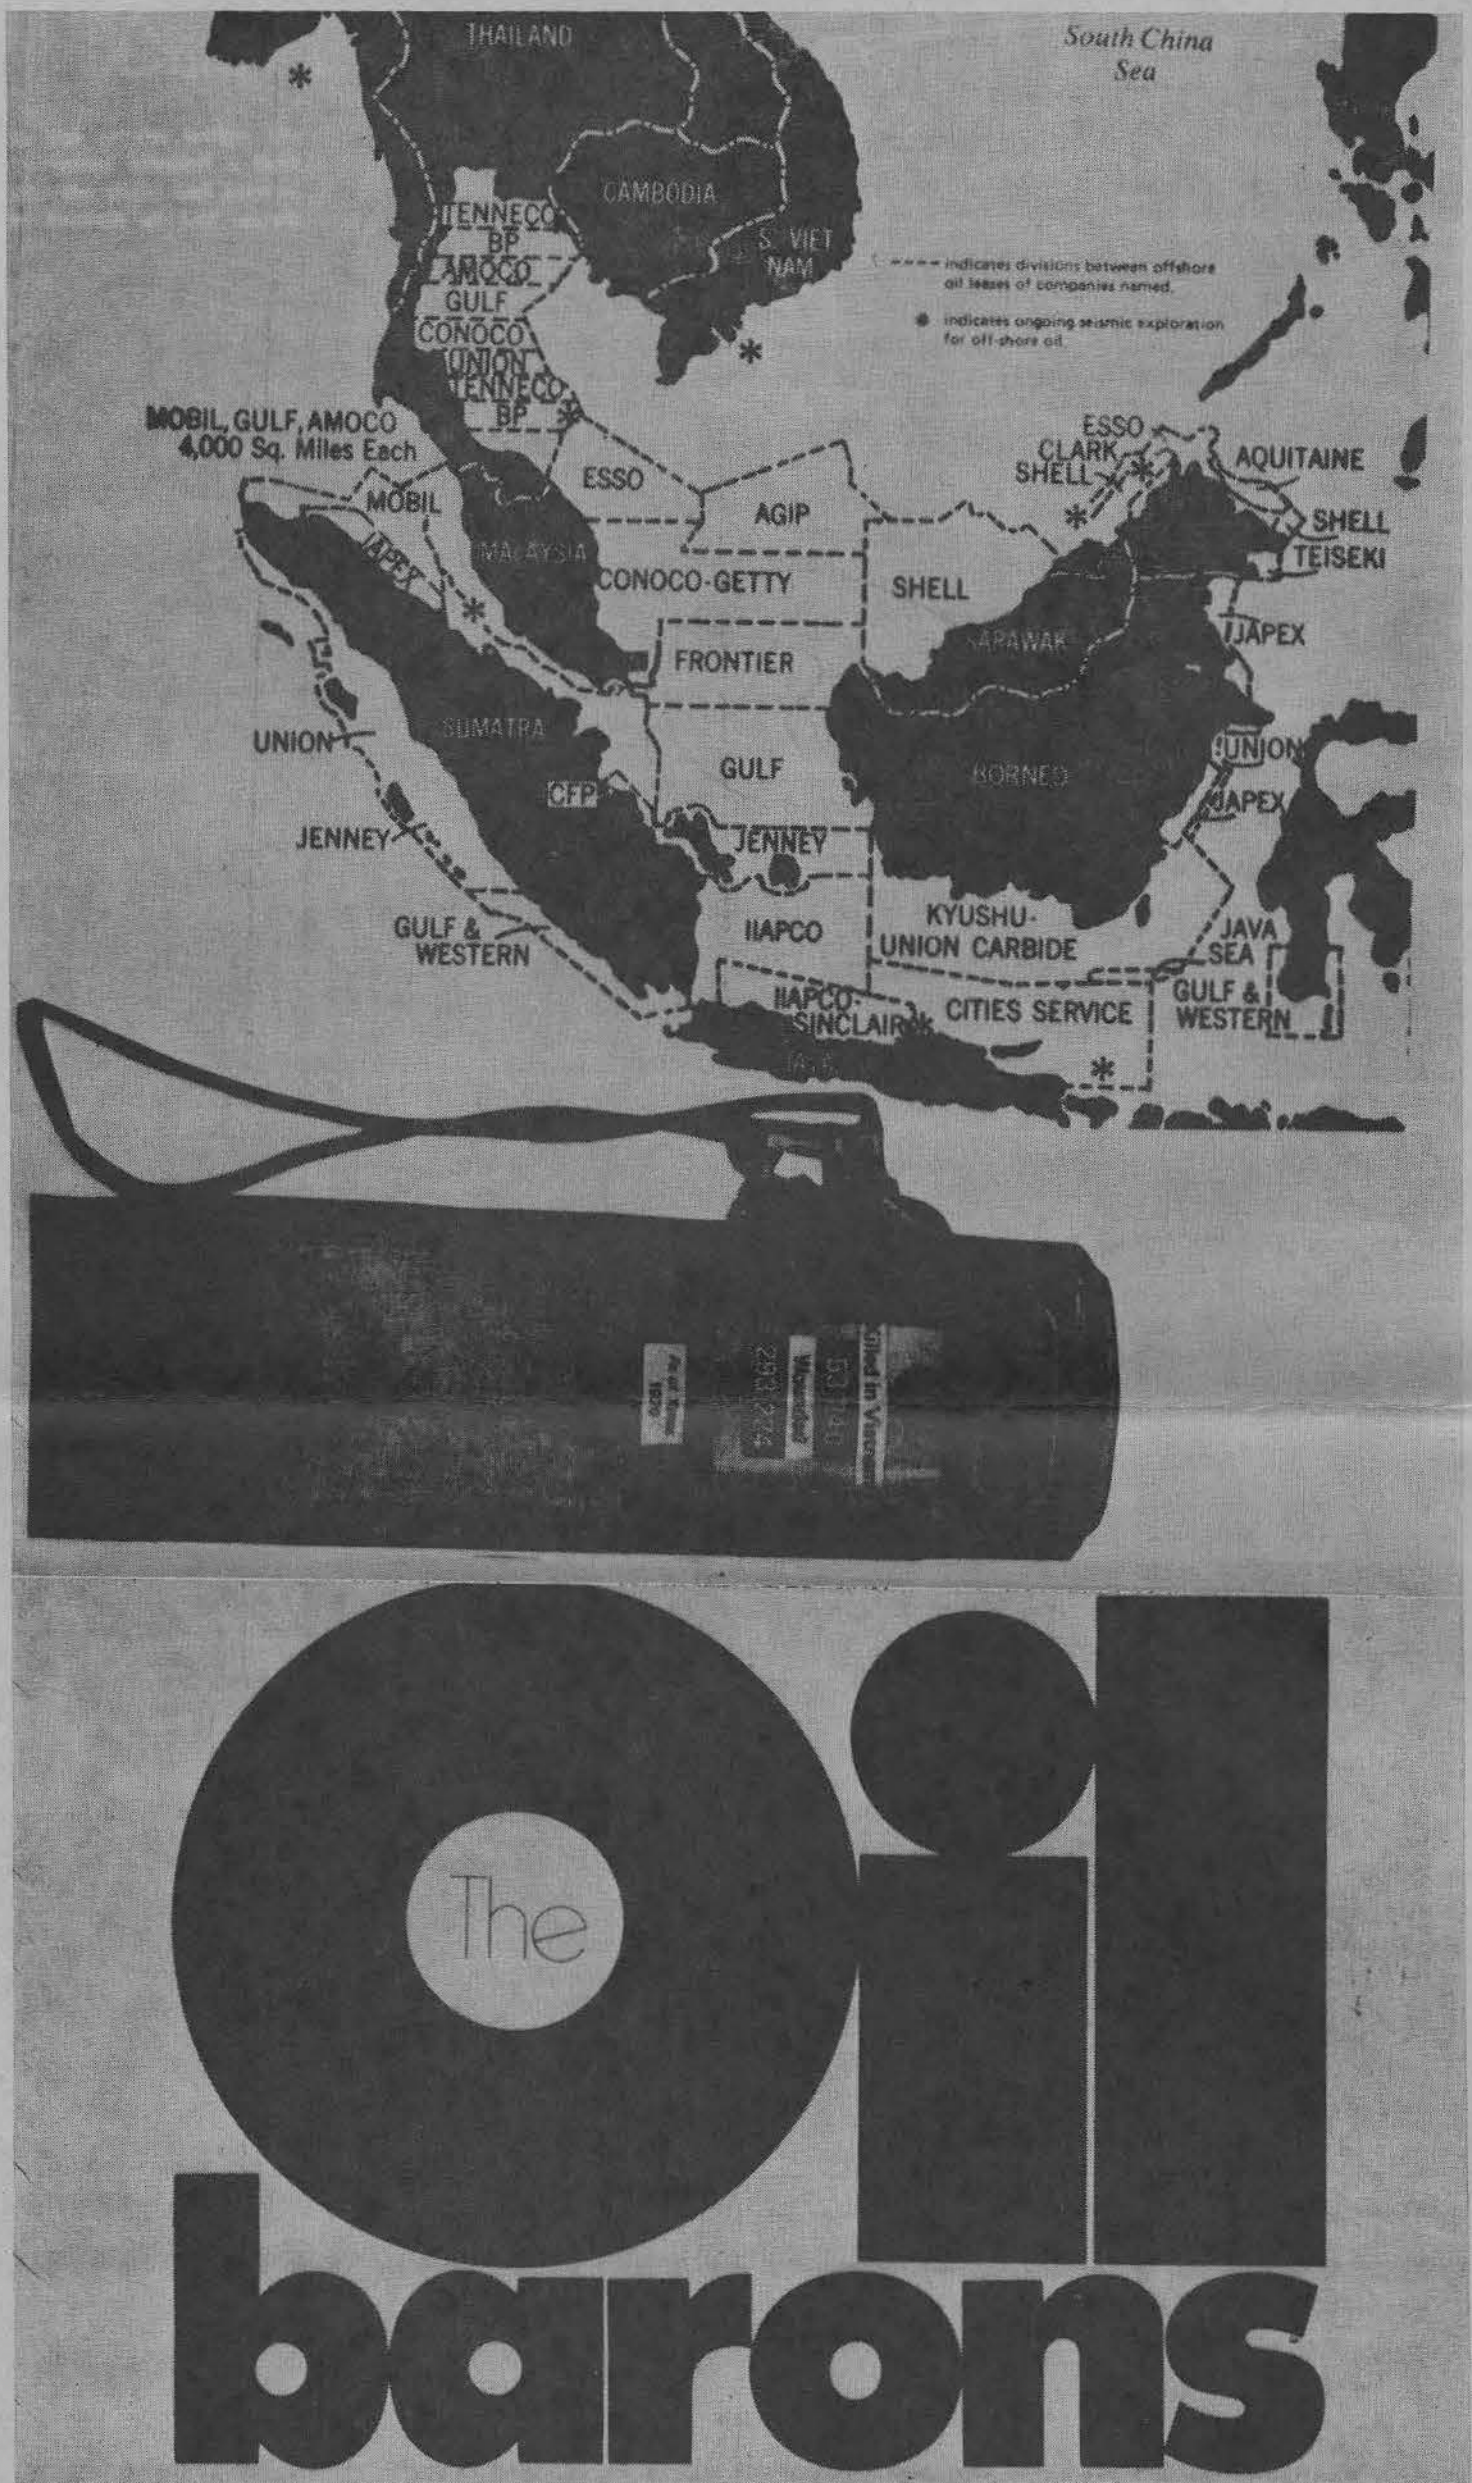 THAILAND
South China
Sea
CAMBODIA
S. VIET
NAM
TENNECO
BP
AMOCO
GULF
CONOCO
UNION
TENNECO
BP
---- indicates divisions between offshore
oil leases of companies named.
indicates ongoing seismic exploration
for off-shore oil
MOBIL, GULF, AMOCO
4,000 Sq. Miles Each
MOBIL
JAPEX
MALAYSIA
ESSO
AGIP
CONOCO-GETTY
SHELL
FRONTIER
ESSO
CLARK
SHELL
AQUITAINE
SHELL
TEISEKI
JAPEX
SARAWAK
SUMATRA
UNION
GULF
BORNEO
UNION
JAPEX
CFP
JENNEY
JENNEY
GULF &
WESTERN
IIAPCO
KYUSHU-
UNION CARBIDE
JAVA
SEA
GULF &
WESTERN
IIAPCO-
SINCLAIR
CITIES SERVICE
JAVA
Wounded
The
Oil
barons